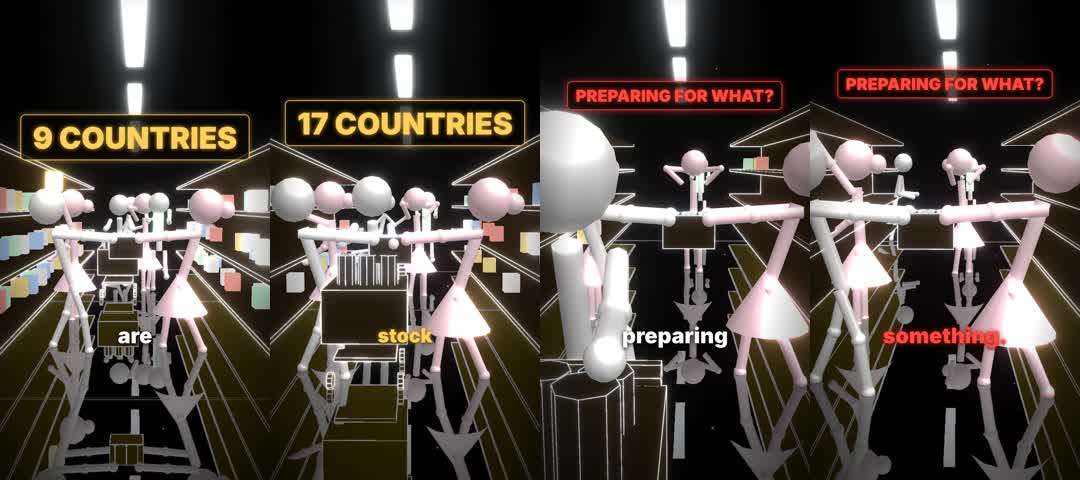 9 COUNTRIES
are
17 COUNTRIES
stock
PREPARING FOR WHAT?
preparing
PREPARING FOR WHAT?
something.